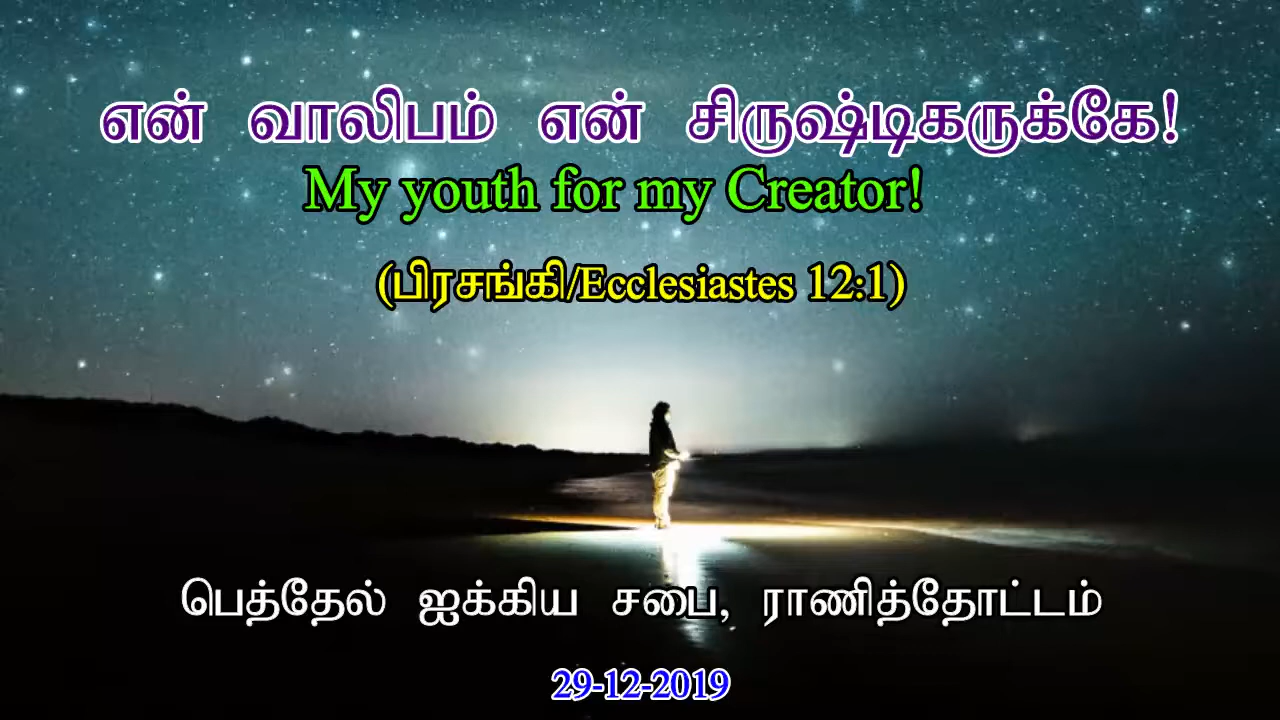 என் வாலிபம் என் சிருஷ்டிகருக்கே!
My youth for my Creator!
(பிரசங்கி/Ecclesiastes 12:1)
பெத்தேல் ஐக்கிய சபை, ராணித்தோட்டம்
29-12-2019